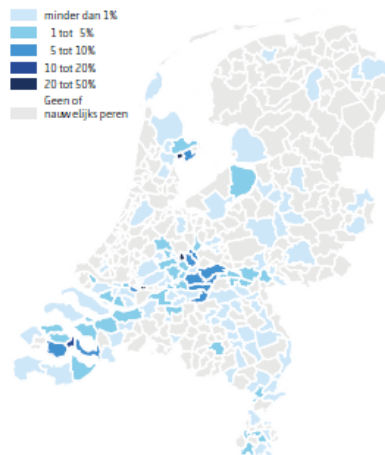 minder dan 1%
1 tot 5%
5 tot 10%
10 tot 20%
20 tot 50%
Geen of
nauwelijks peren